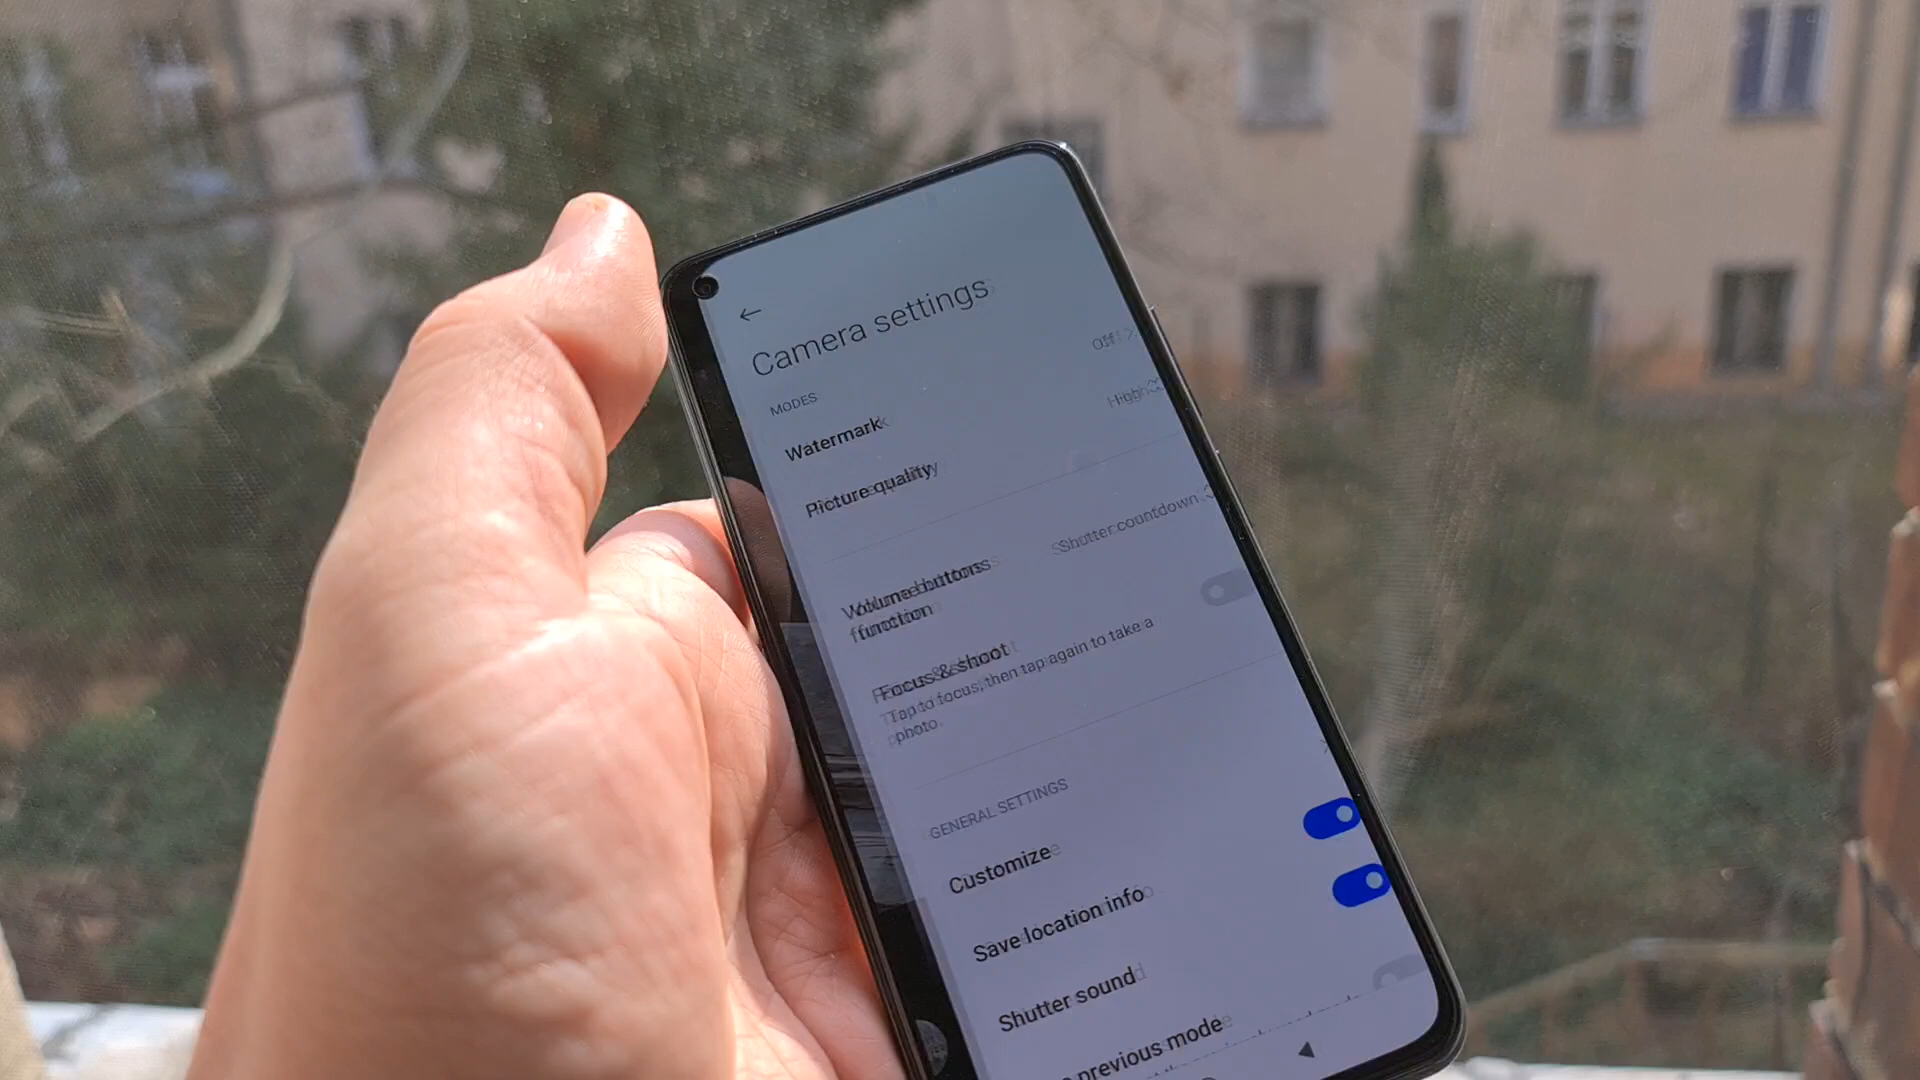 Camera settings
MODES
Watermark Off
Picture quality High
Volume buttons Shutter countdown
function
Focus & shoot
Tap to focus, then tap again to take a
photo.
GENERAL SETTINGS
Customize
Save location info
Shutter sound
previous mode